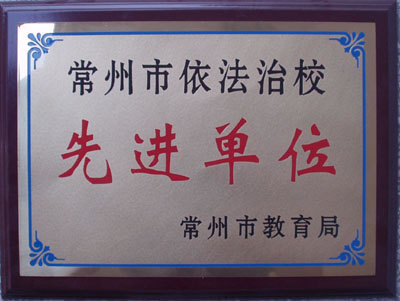 常州市依法治校
先进单位
常州市教育局